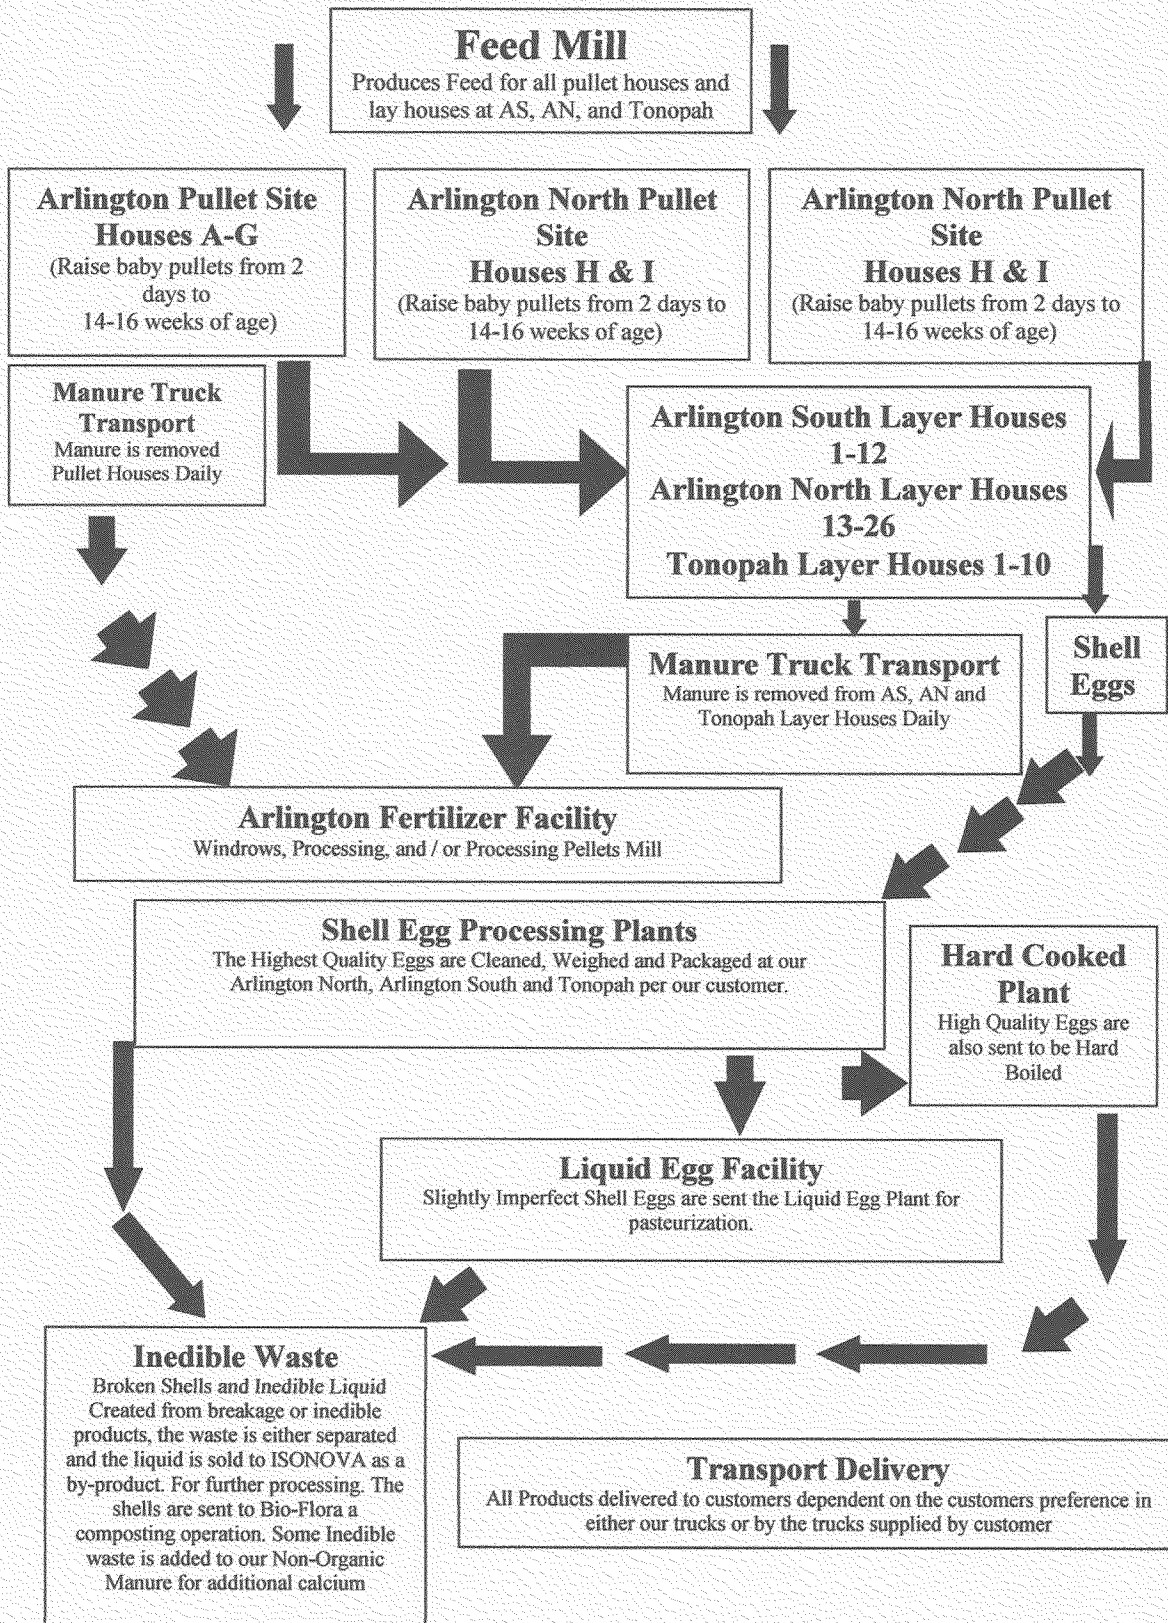 Feed Mill
Produces Feed for all pullet houses and
lay houses at AS, AN, and Tonopah
Arlington Pullet Site
Houses A-G
(Raise baby pullets from 2
days to
14-16 weeks of age)
Arlington North Pullet
Site
Houses H & I
(Raise baby pullets from 2 days to
14-16 weeks of age)
Arlington North Pullet
Site
Houses H & I
(Raise baby pullets from 2 days to
14-16 weeks of age)
Manure Truck
Transport
Manure is removed
Pullet Houses Daily
Arlington South Layer Houses
1-12
Arlington North Layer Houses
13-26
Tonopah Layer Houses 1-10
Manure Truck Transport
Manure is removed from AS, AN and
Tonopah Layer Houses Daily
Shell
Eggs
Arlington Fertilizer Facility
Windrows, Processing, and / or Processing Pellets Mill
Shell Egg Processing Plants
The Highest Quality Eggs are Cleaned, Weighed and Packaged at our
Arlington North, Arlington South and Tonopah per our customer.
Hard Cooked
Plant
High Quality Eggs are
also sent to be Hard
Boiled
Liquid Egg Facility
Slightly Imperfect Shell Eggs are sent the Liquid Egg Plant for
pasteurization.
Inedible Waste
Broken Shells and Inedible Liquid
Created from breakage or inedible
products, the waste is either separated
and the liquid is sold to ISONOVA as a
by-product. For further processing. The
shells are sent to Bio-Flora a
composting operation. Some Inedible
waste is added to our Non-Organic
Manure for additional calcium
Transport Delivery
All Products delivered to customers dependent on the customers preference in
either our trucks or by the trucks supplied by customer